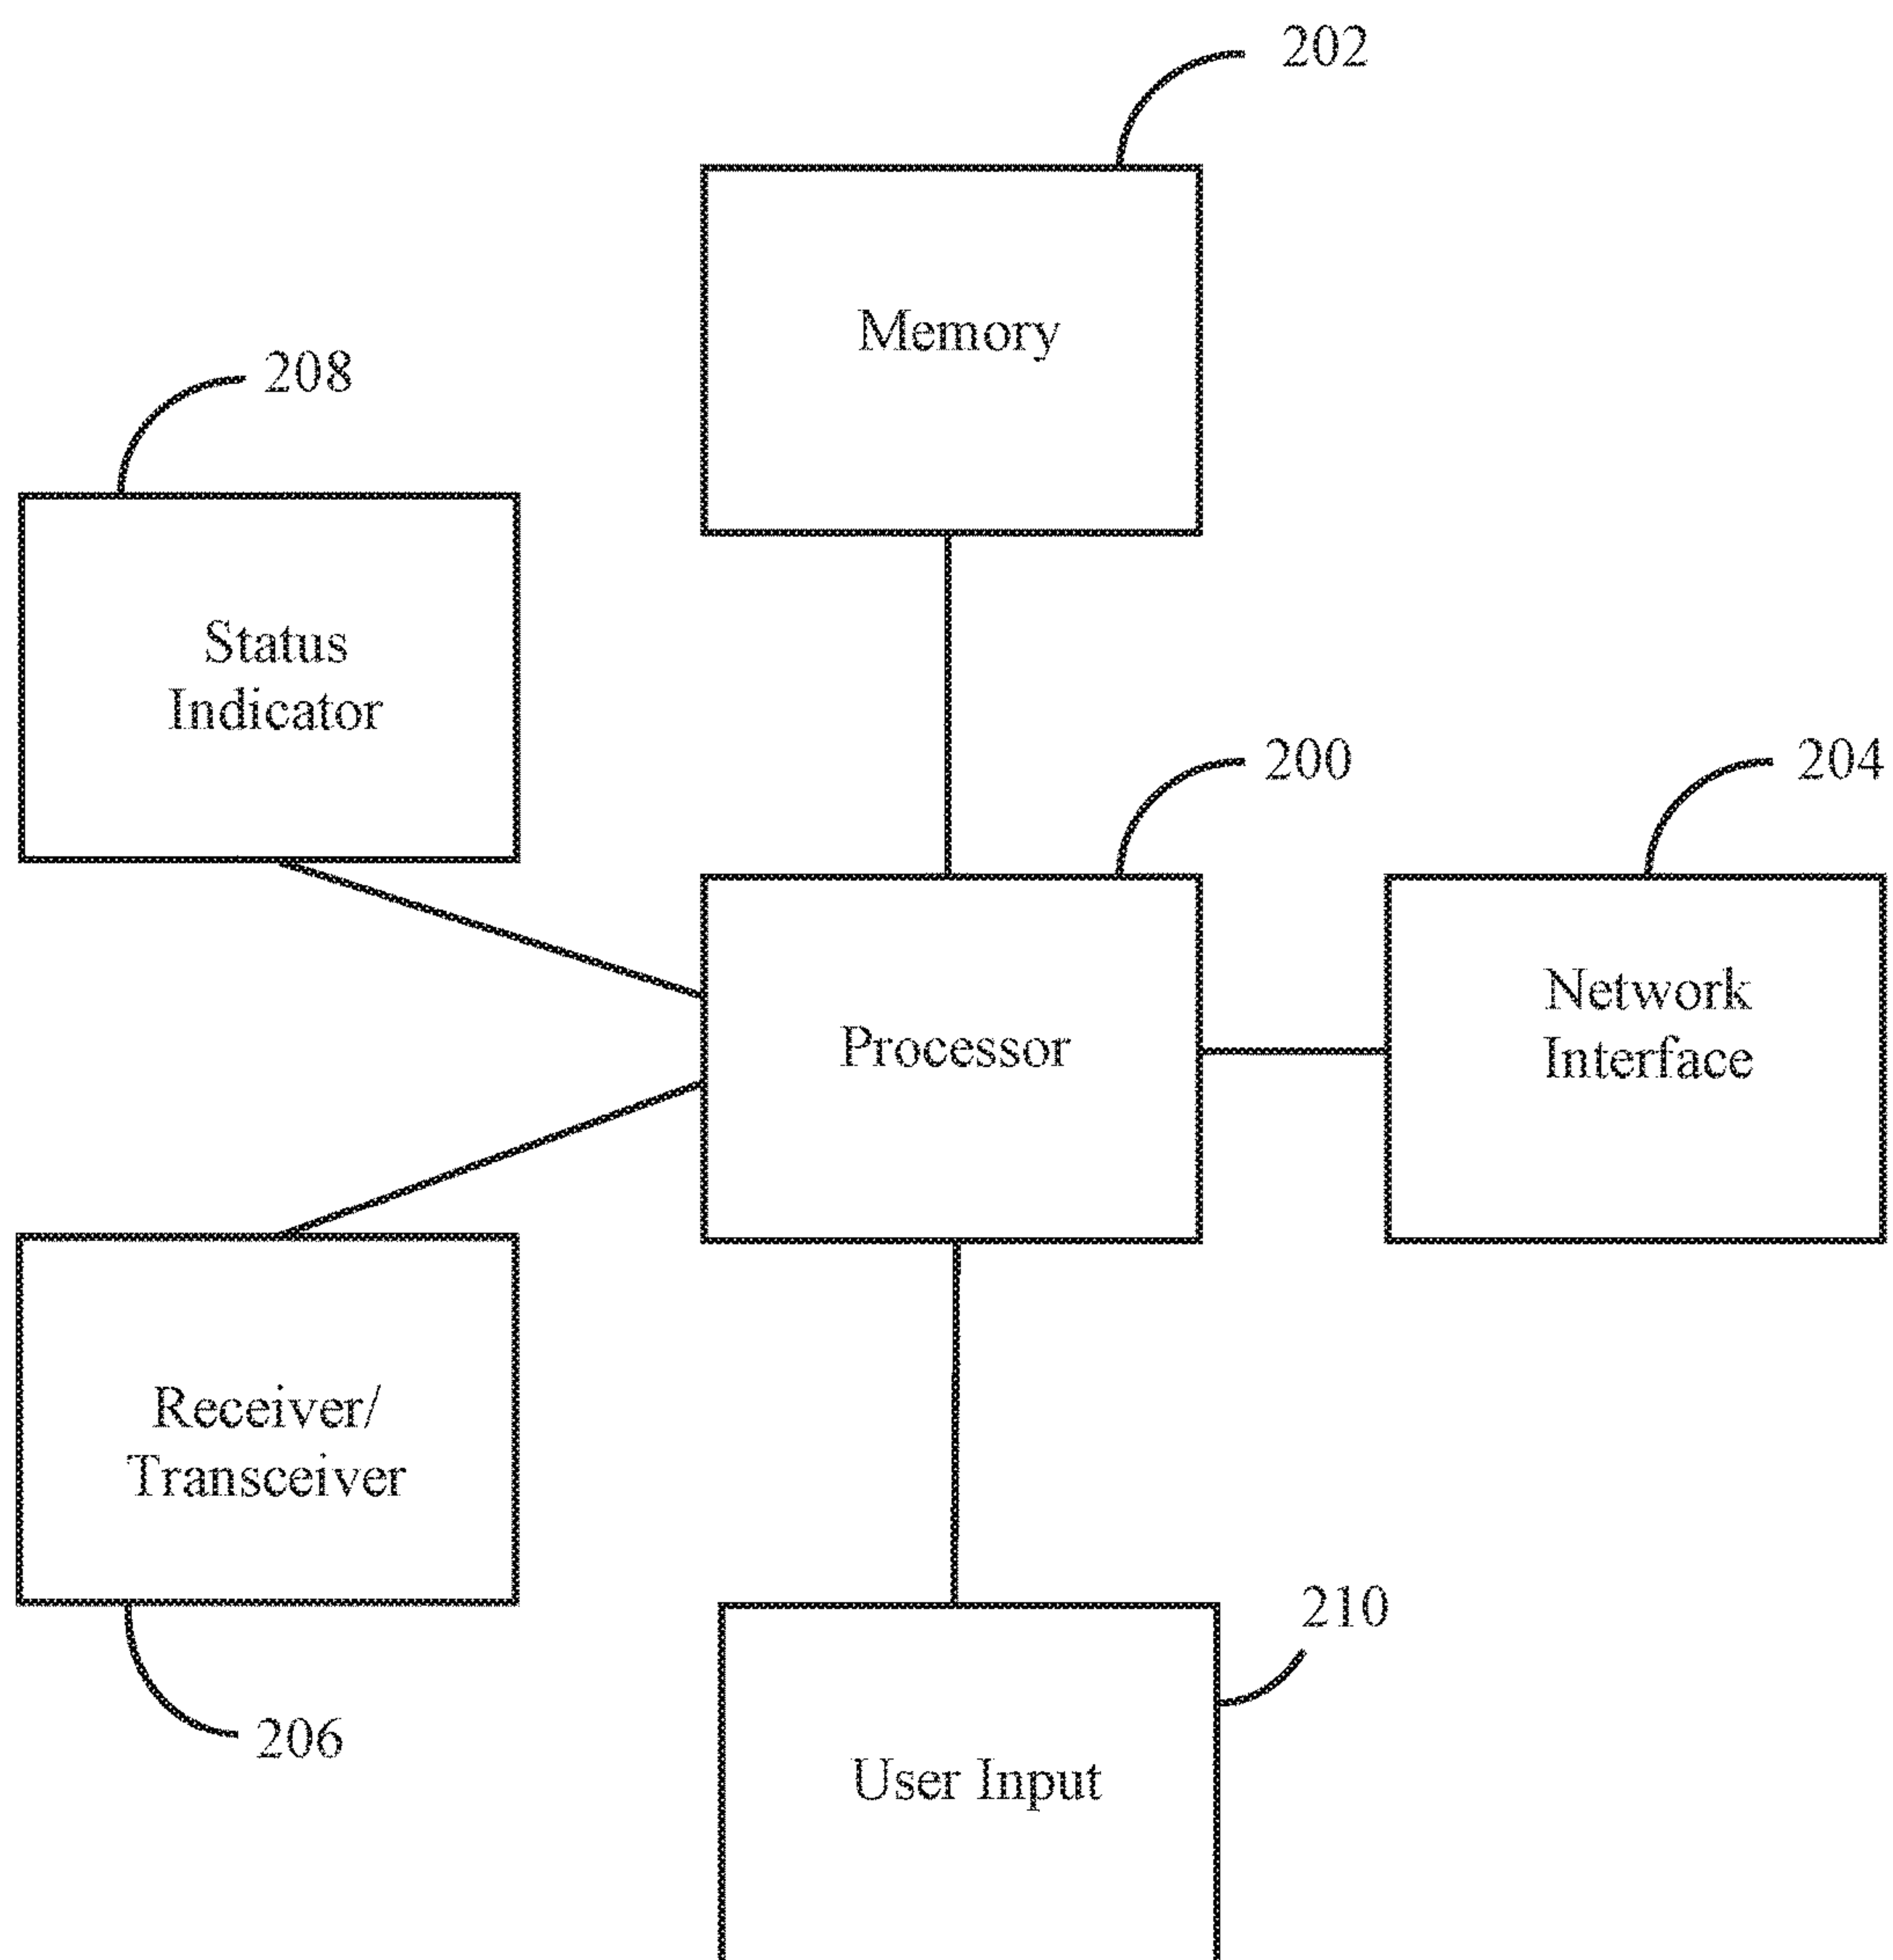 202
Memory
208
Status
Indicator
200
204
Processor
Network
Interface
Receiver/
Transceiver
206
210
User Input